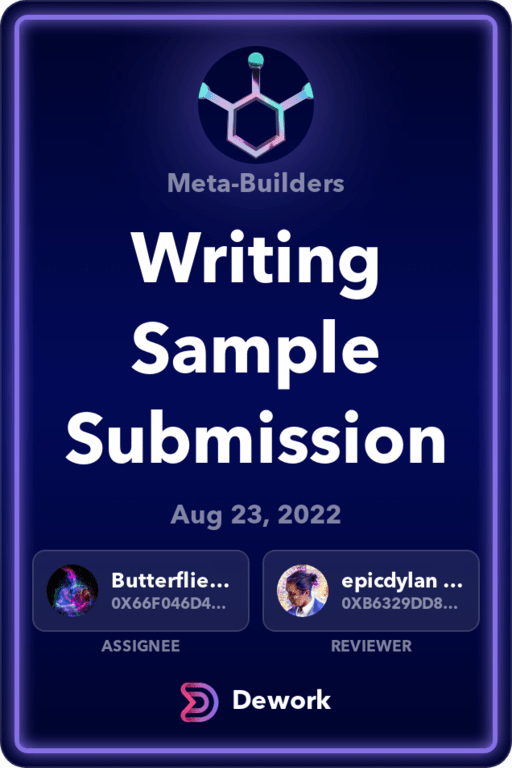 Meta-Builders
Writing
Sample
Submission
Aug 23, 2022
Butterflie...
0X66F046D4...
ASSIGNEE
epicdylan ...
0XB6329DD8...
REVIEWER
Dework